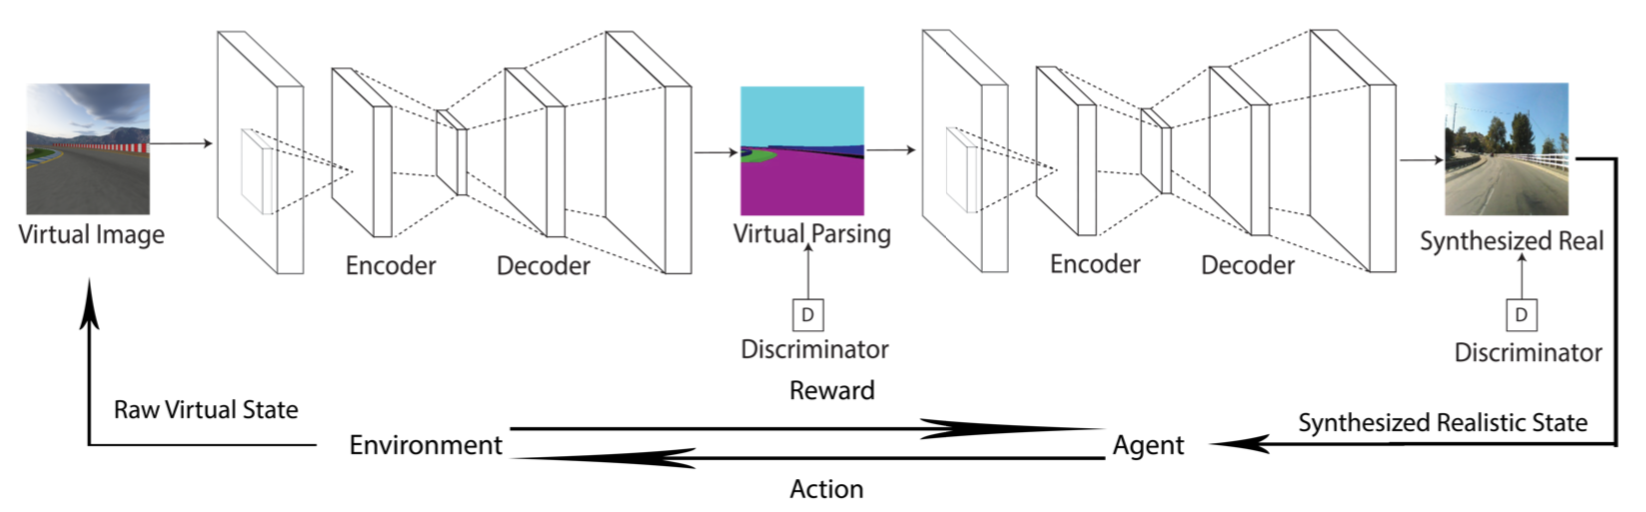 Virtual Image
Encoder
Decoder
Virtual Parsing
D
Discriminator
Encoder
Decoder
Synthesized Real
D
Discriminator
Reward
Raw Virtual State
Environment
Agent
Synthesized Realistic State
Action